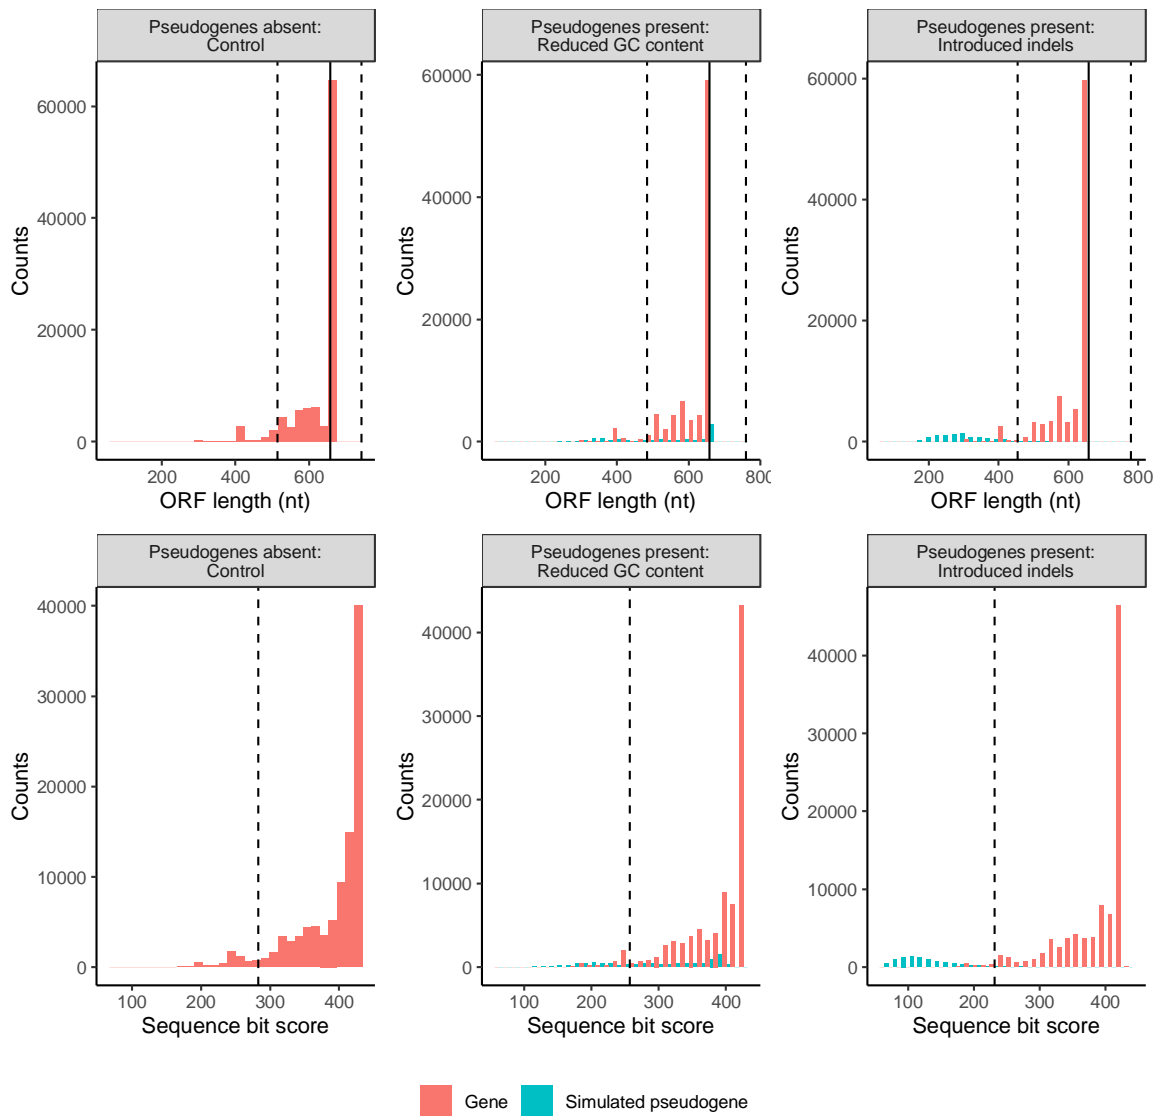 Pseudogenes absent:
Control
Pseudogenes present:
Reduced GC content
Pseudogenes present:
Introduced indels
Counts
60000
40000
20000
0
200 400 600
ORF length (nt)
Counts
60000
40000
20000
0
200 400 600 800
ORF length (nt)
Counts
60000
40000
20000
0
200 400 600 800
ORF length (nt)
Pseudogenes absent:
Control
Pseudogenes present:
Reduced GC content
Pseudogenes present:
Introduced indels
Counts
40000
30000
20000
10000
0
100 200 300 400
Sequence bit score
Counts
40000
30000
20000
10000
0
100 200 300 400
Sequence bit score
Counts
40000
30000
20000
10000
0
100 200 300 400
Sequence bit score
Gene Simulated pseudogene